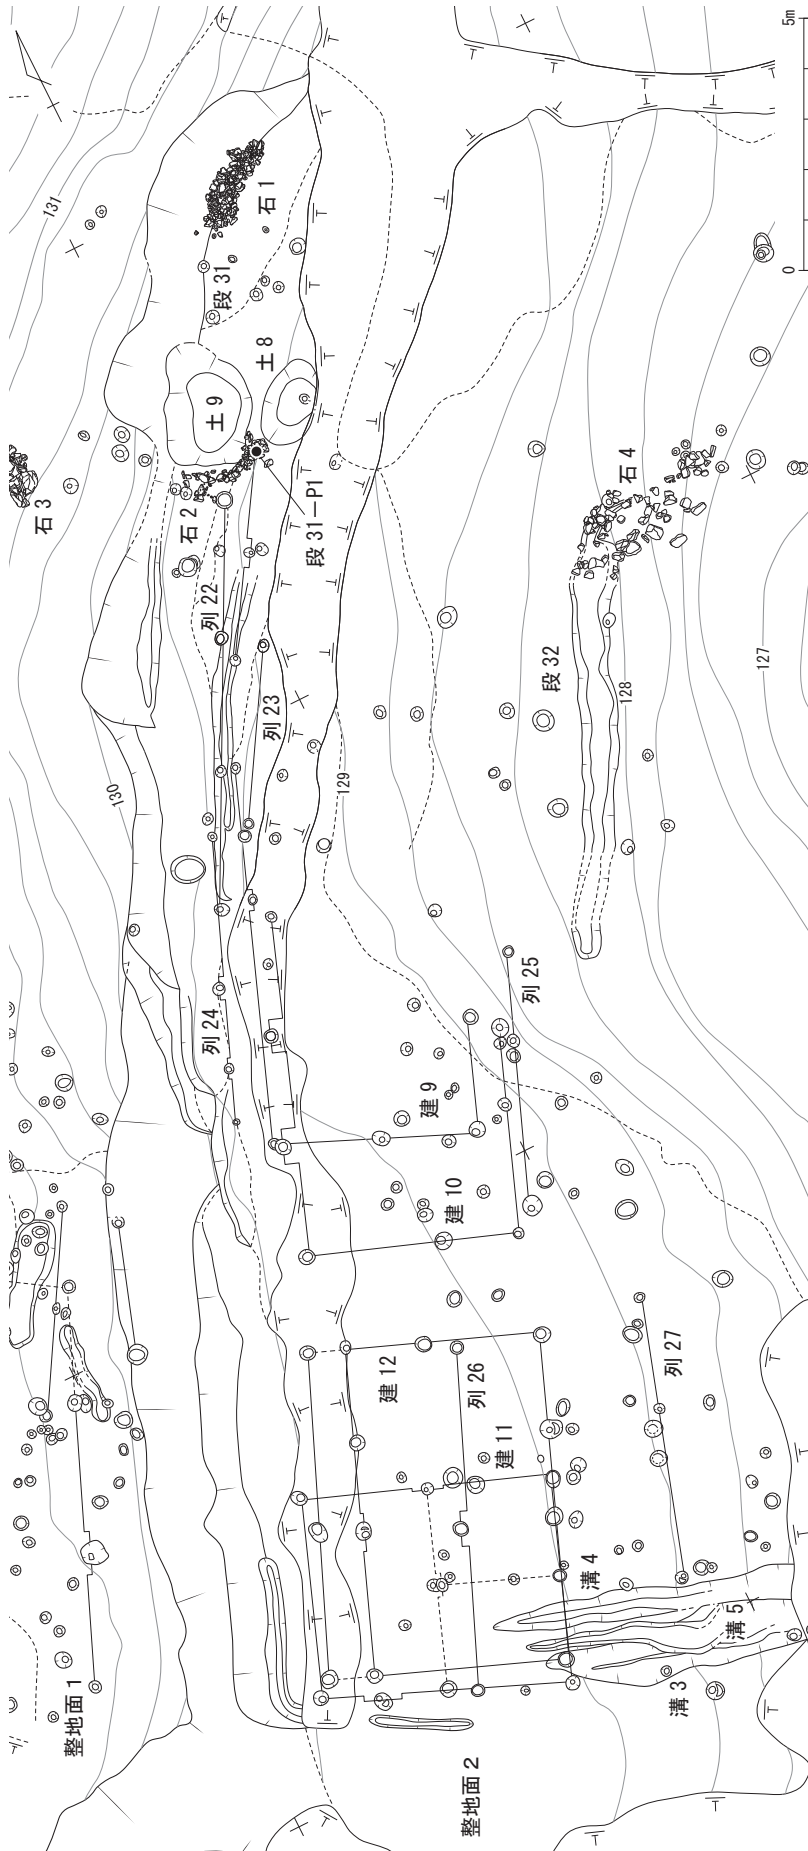 131
石 1
段 31
土 8
土 9
石 3
石 2
段 31－P1
列 22
列 23
130
129
石 4
段 32
128
127
列 24
列 25
建 9
建 10
建 12
列 26
建 11
列 27
溝 4
溝 5
溝 3
整地面 1
整地面 2
0
5m